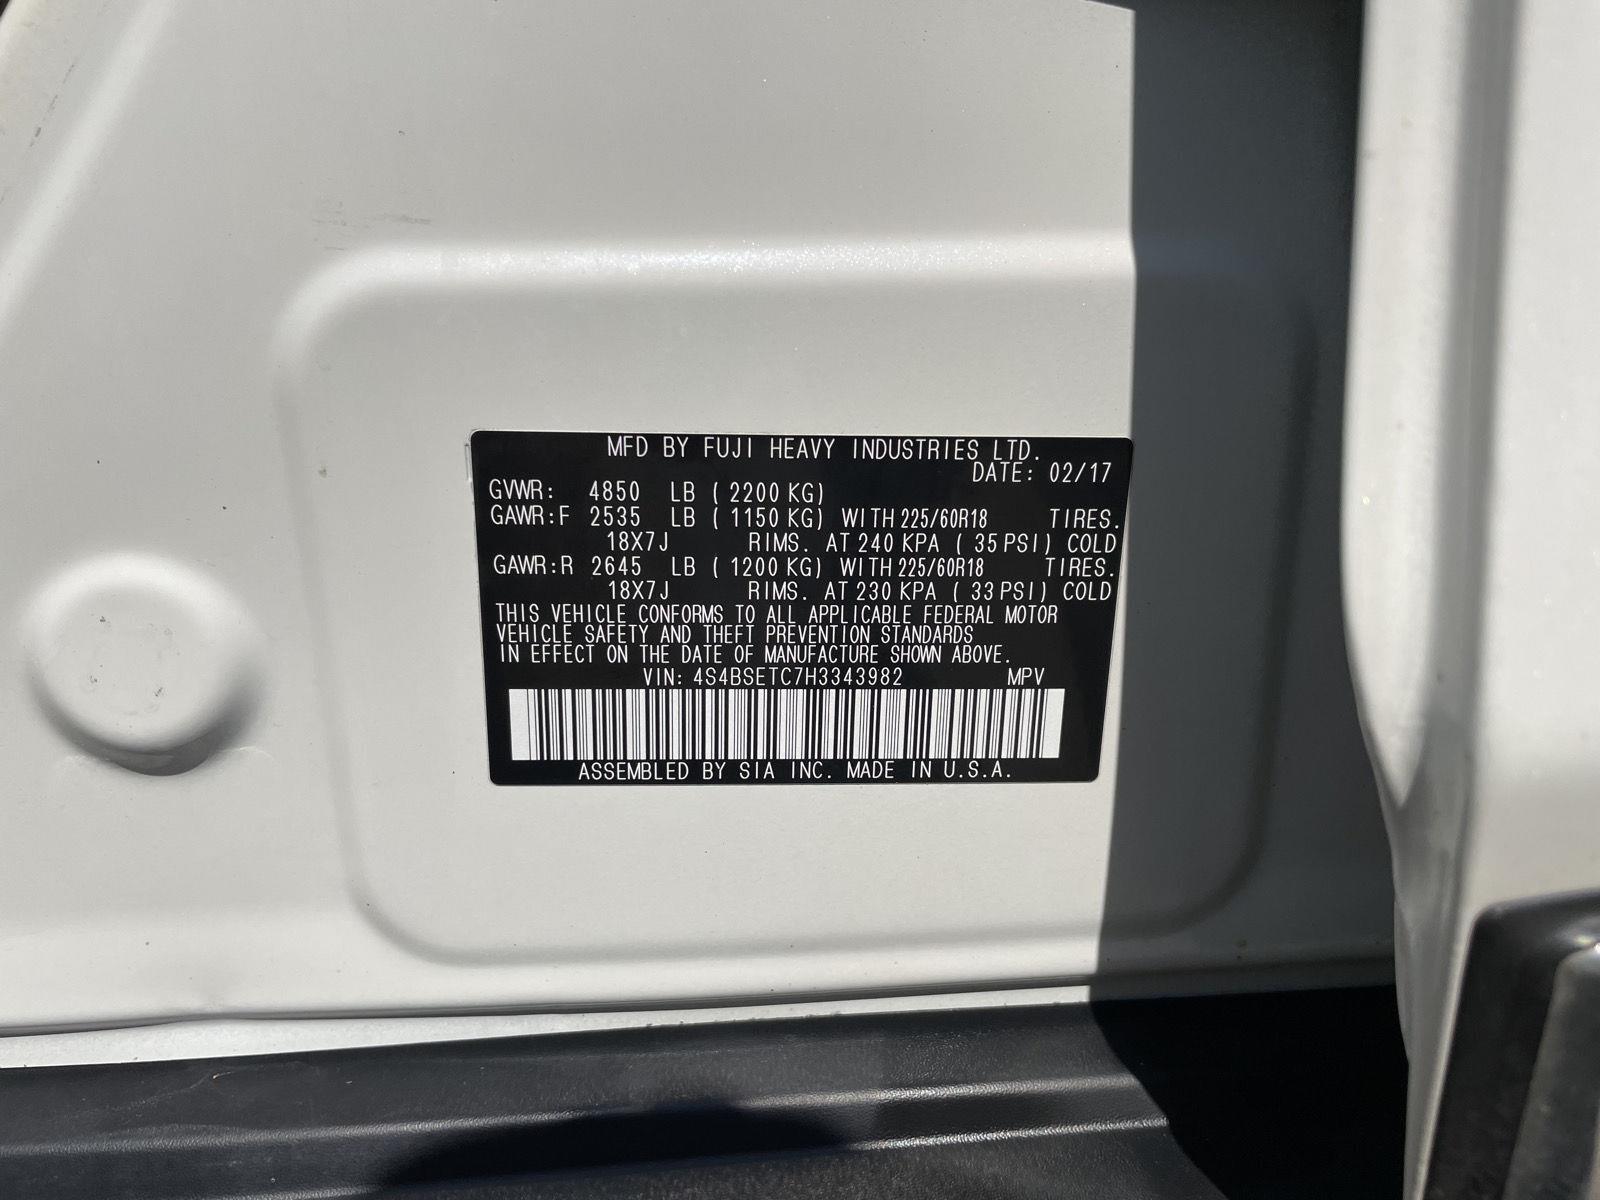 MFD BY FUJI HEAVY INDUSTRIES LTD.
DATE: 02/17
GVWR: 4850 LB ( 2200 KG)
GAWR:F 2535 LB ( 1150 KG) WITH 225/60R18 TIRES.
18X7J RIMS. AT 240 KPA ( 35 PSI) COLD
GAWR:R 2645 LB ( 1200 KG) WITH 225/60R18 TIRES.
18X7J RIMS. AT 230 KPA ( 33 PSI) COLD
THIS VEHICLE CONFORMS TO ALL APPLICABLE FEDERAL MOTOR
VEHICLE SAFETY AND THEFT PREVENTION STANDARDS
IN EFFECT ON THE DATE OF MANUFACTURE SHOWN ABOVE.
VIN: 4S4BSETC7H3343982 MPV
ASSEMBLED BY SIA INC. MADE IN U.S.A.